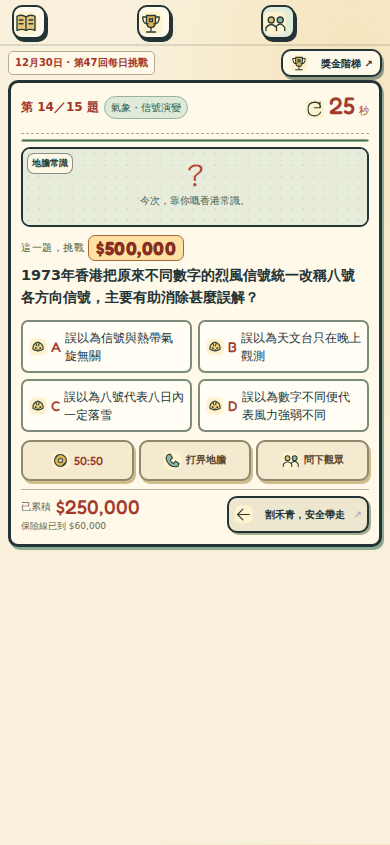 12月30日 · 第47回每日挑戰
獎金階梯 ↗
第 14／15 題
氣象 · 信號演變
25 秒
地膽常識
?
今次，靠你嘅香港常識。
這一題，挑戰 $500,000
1973年香港把原來不同數字的烈風信號統一改稱八號
各方向信號，主要有助消除甚麼誤解？
A 誤以為信號與熱帶氣
旋無關
B 誤以為天文台只在晚上
觀測
C 誤以為八號代表八日內
一定落雪
D 誤以為數字不同便代
表風力強弱不同
50:50
打畀地膽
問下觀眾
已累積 $250,000
保險線已到 $60,000
割禾青，安全帶走 ↗